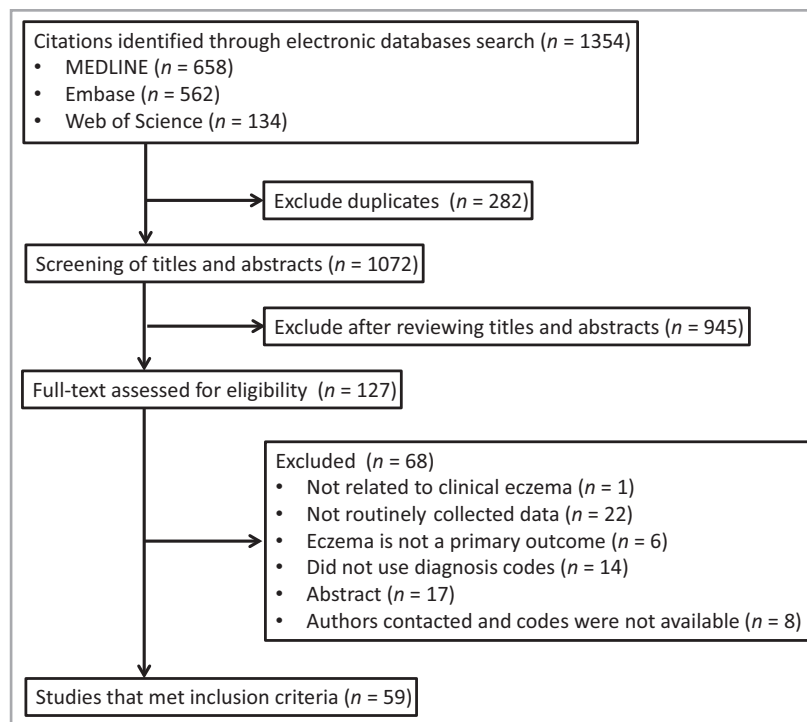 Citations identified through electronic databases search (n = 1354)
• MEDLINE (n = 658)
• Embase (n = 562)
• Web of Science (n = 134)
Exclude duplicates (n = 282)
Screening of titles and abstracts (n = 1072)
Exclude after reviewing titles and abstracts (n = 945)
Full-text assessed for eligibility (n = 127)
Excluded (n = 68)
• Not related to clinical eczema (n = 1)
• Not routinely collected data (n = 22)
• Eczema is not a primary outcome (n = 6)
• Did not use diagnosis codes (n = 14)
• Abstract (n = 17)
• Authors contacted and codes were not available (n = 8)
Studies that met inclusion criteria (n = 59)